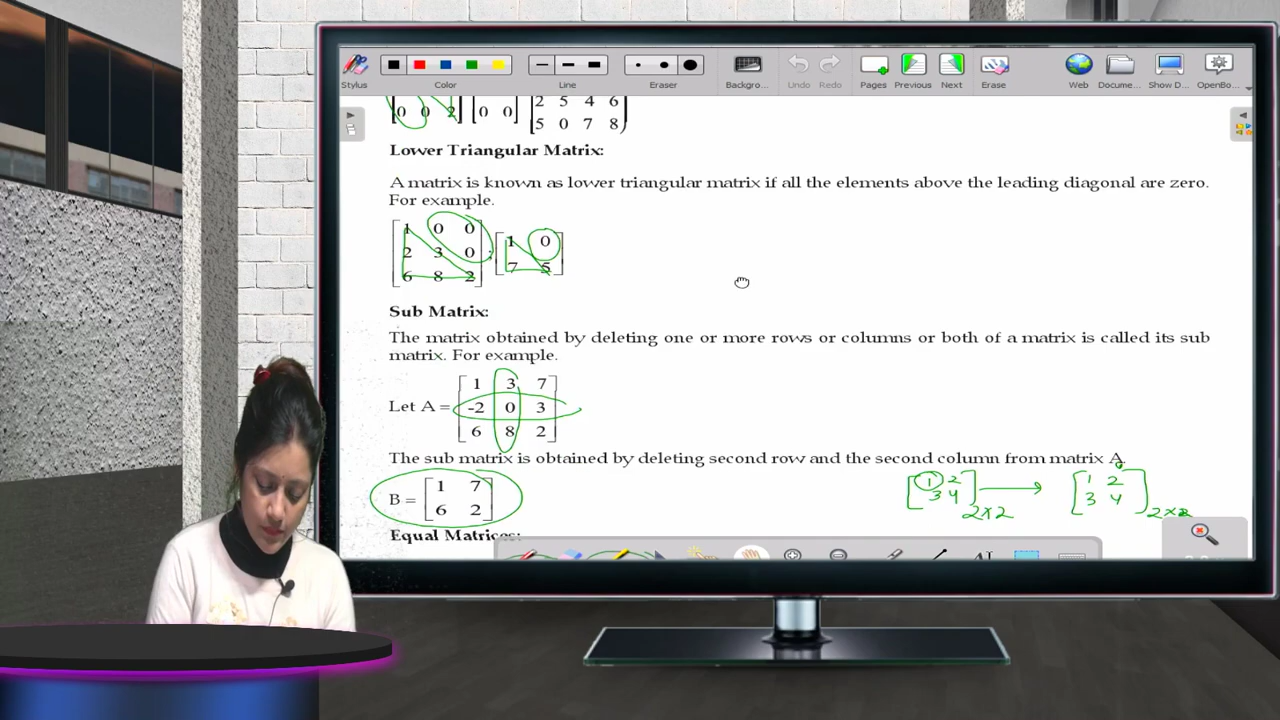 Stylus Color Line Eraser Backgro... Undo Redo Pages Previous Next Erase Web Docume... Show D... OpenBo...
0 0 2 0 0 2 5 4 6
5 0 7 8
Lower Triangular Matrix:
A matrix is known as lower triangular matrix if all the elements above the leading diagonal are zero.
For example.
1 0 0
2 3 0
6 8 2
1 0
7 5
Sub Matrix:
The matrix obtained by deleting one or more rows or columns or both of a matrix is called its sub
matrix. For example.
1 3 7
Let A = -2 0 3
6 8 2
The sub matrix is obtained by deleting second row and the second column from matrix A.
1 7
B =
6 2
1 2
3 4
2x2
1 2
3 4
2x2
Equal Matrices: